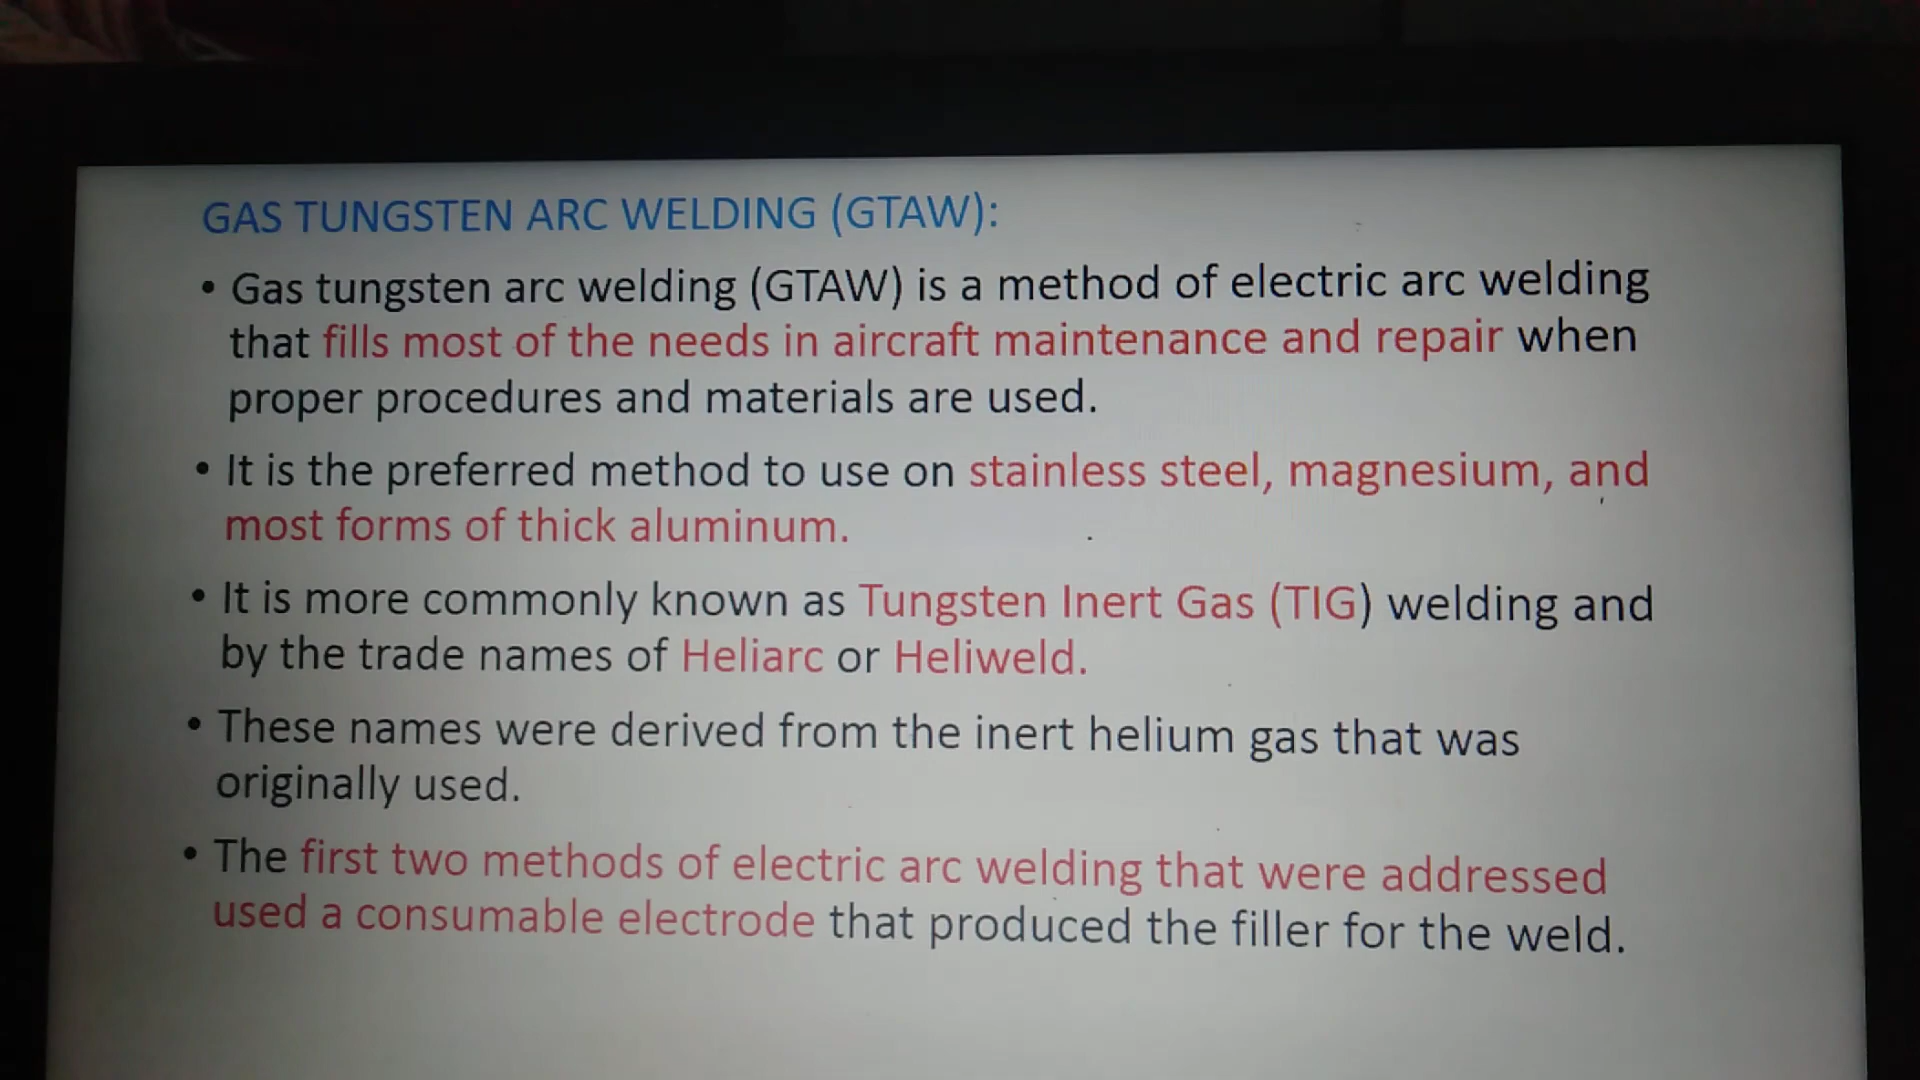 GAS TUNGSTEN ARC WELDING (GTAW):
• Gas tungsten arc welding (GTAW) is a method of electric arc welding
that fills most of the needs in aircraft maintenance and repair when
proper procedures and materials are used.
• It is the preferred method to use on stainless steel, magnesium, and
most forms of thick aluminum.
• It is more commonly known as Tungsten Inert Gas (TIG) welding and
by the trade names of Heliarc or Heliweld.
• These names were derived from the inert helium gas that was
originally used.
• The first two methods of electric arc welding that were addressed
used a consumable electrode that produced the filler for the weld.